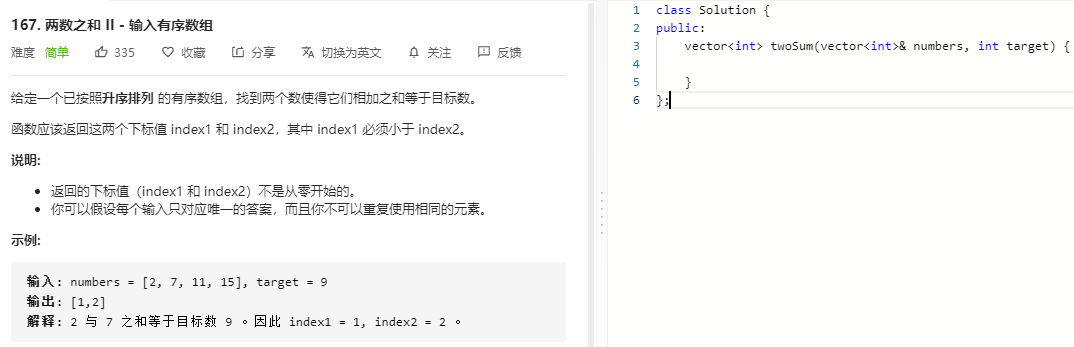 167. 两数之和 II - 输入有序数组
难度 简单 335 收藏 分享 切换为英文 关注 反馈
给定一个已按照升序排列 的有序数组，找到两个数使得它们相加之和等于目标数。
函数应该返回这两个下标值 index1 和 index2，其中 index1 必须小于 index2。
说明:
• 返回的下标值（index1 和 index2）不是从零开始的。
• 你可以假设每个输入只对应唯一的答案，而且你不可以重复使用相同的元素。
示例:
输入: numbers = [2, 7, 11, 15], target = 9
输出: [1,2]
解释: 2 与 7 之和等于目标数 9 。因此 index1 = 1, index2 = 2 。
1 class Solution {
2 public:
3     vector<int> twoSum(vector<int>& numbers, int target) {
4
5     }
6 };